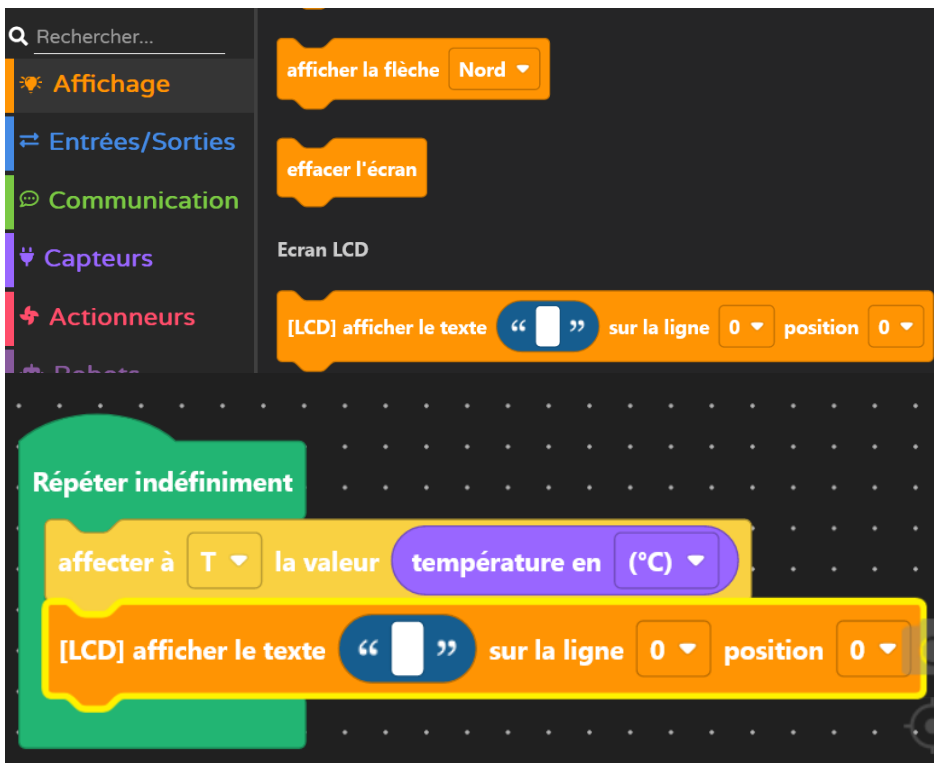 Rechercher...
Affichage
Entrées/Sorties
Communication
Capteurs
Actionneurs
Robots
afficher la flèche Nord
effacer l'écran
Ecran LCD
[LCD] afficher le texte “ ” sur la ligne 0 position 0
Répéter indéfiniment
affecter à T la valeur température en (°C)
[LCD] afficher le texte “ ” sur la ligne 0 position 0